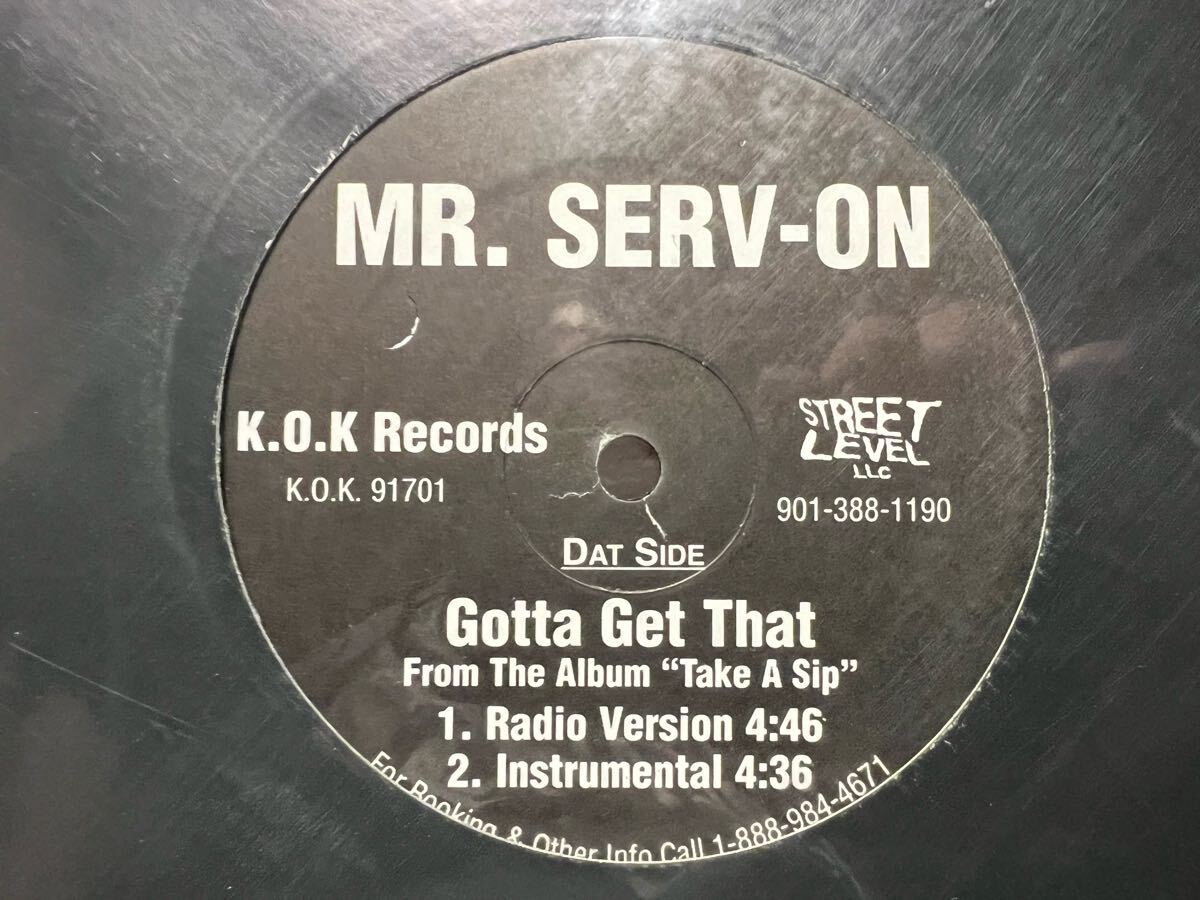 MR. SERV-ON
K.O.K Records
K.O.K. 91701
STREET
LEVEL
LLC
901-388-1190
DAT SIDE
Gotta Get That
From The Album “Take A Sip”
1. Radio Version 4:46
2. Instrumental 4:36
For Booking & Other Info Call 1-888-984-4671